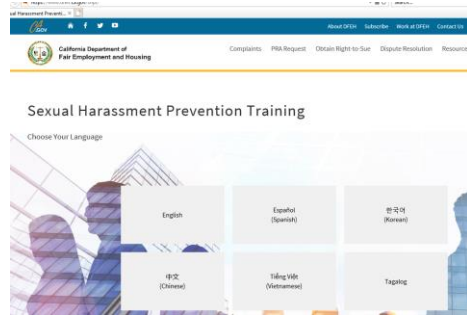 GOV
About DFEH Subscribe Work at DFEH Contact Us
California Department of
Fair Employment and Housing
Complaints PRA Request Obtain Right-to-Sue Dispute Resolution Resource
Sexual Harassment Prevention Training
Choose Your Language
English
Español
(Spanish)
한국어
(Korean)
中文
(Chinese)
Tiếng Việt
(Vietnamese)
Tagalog